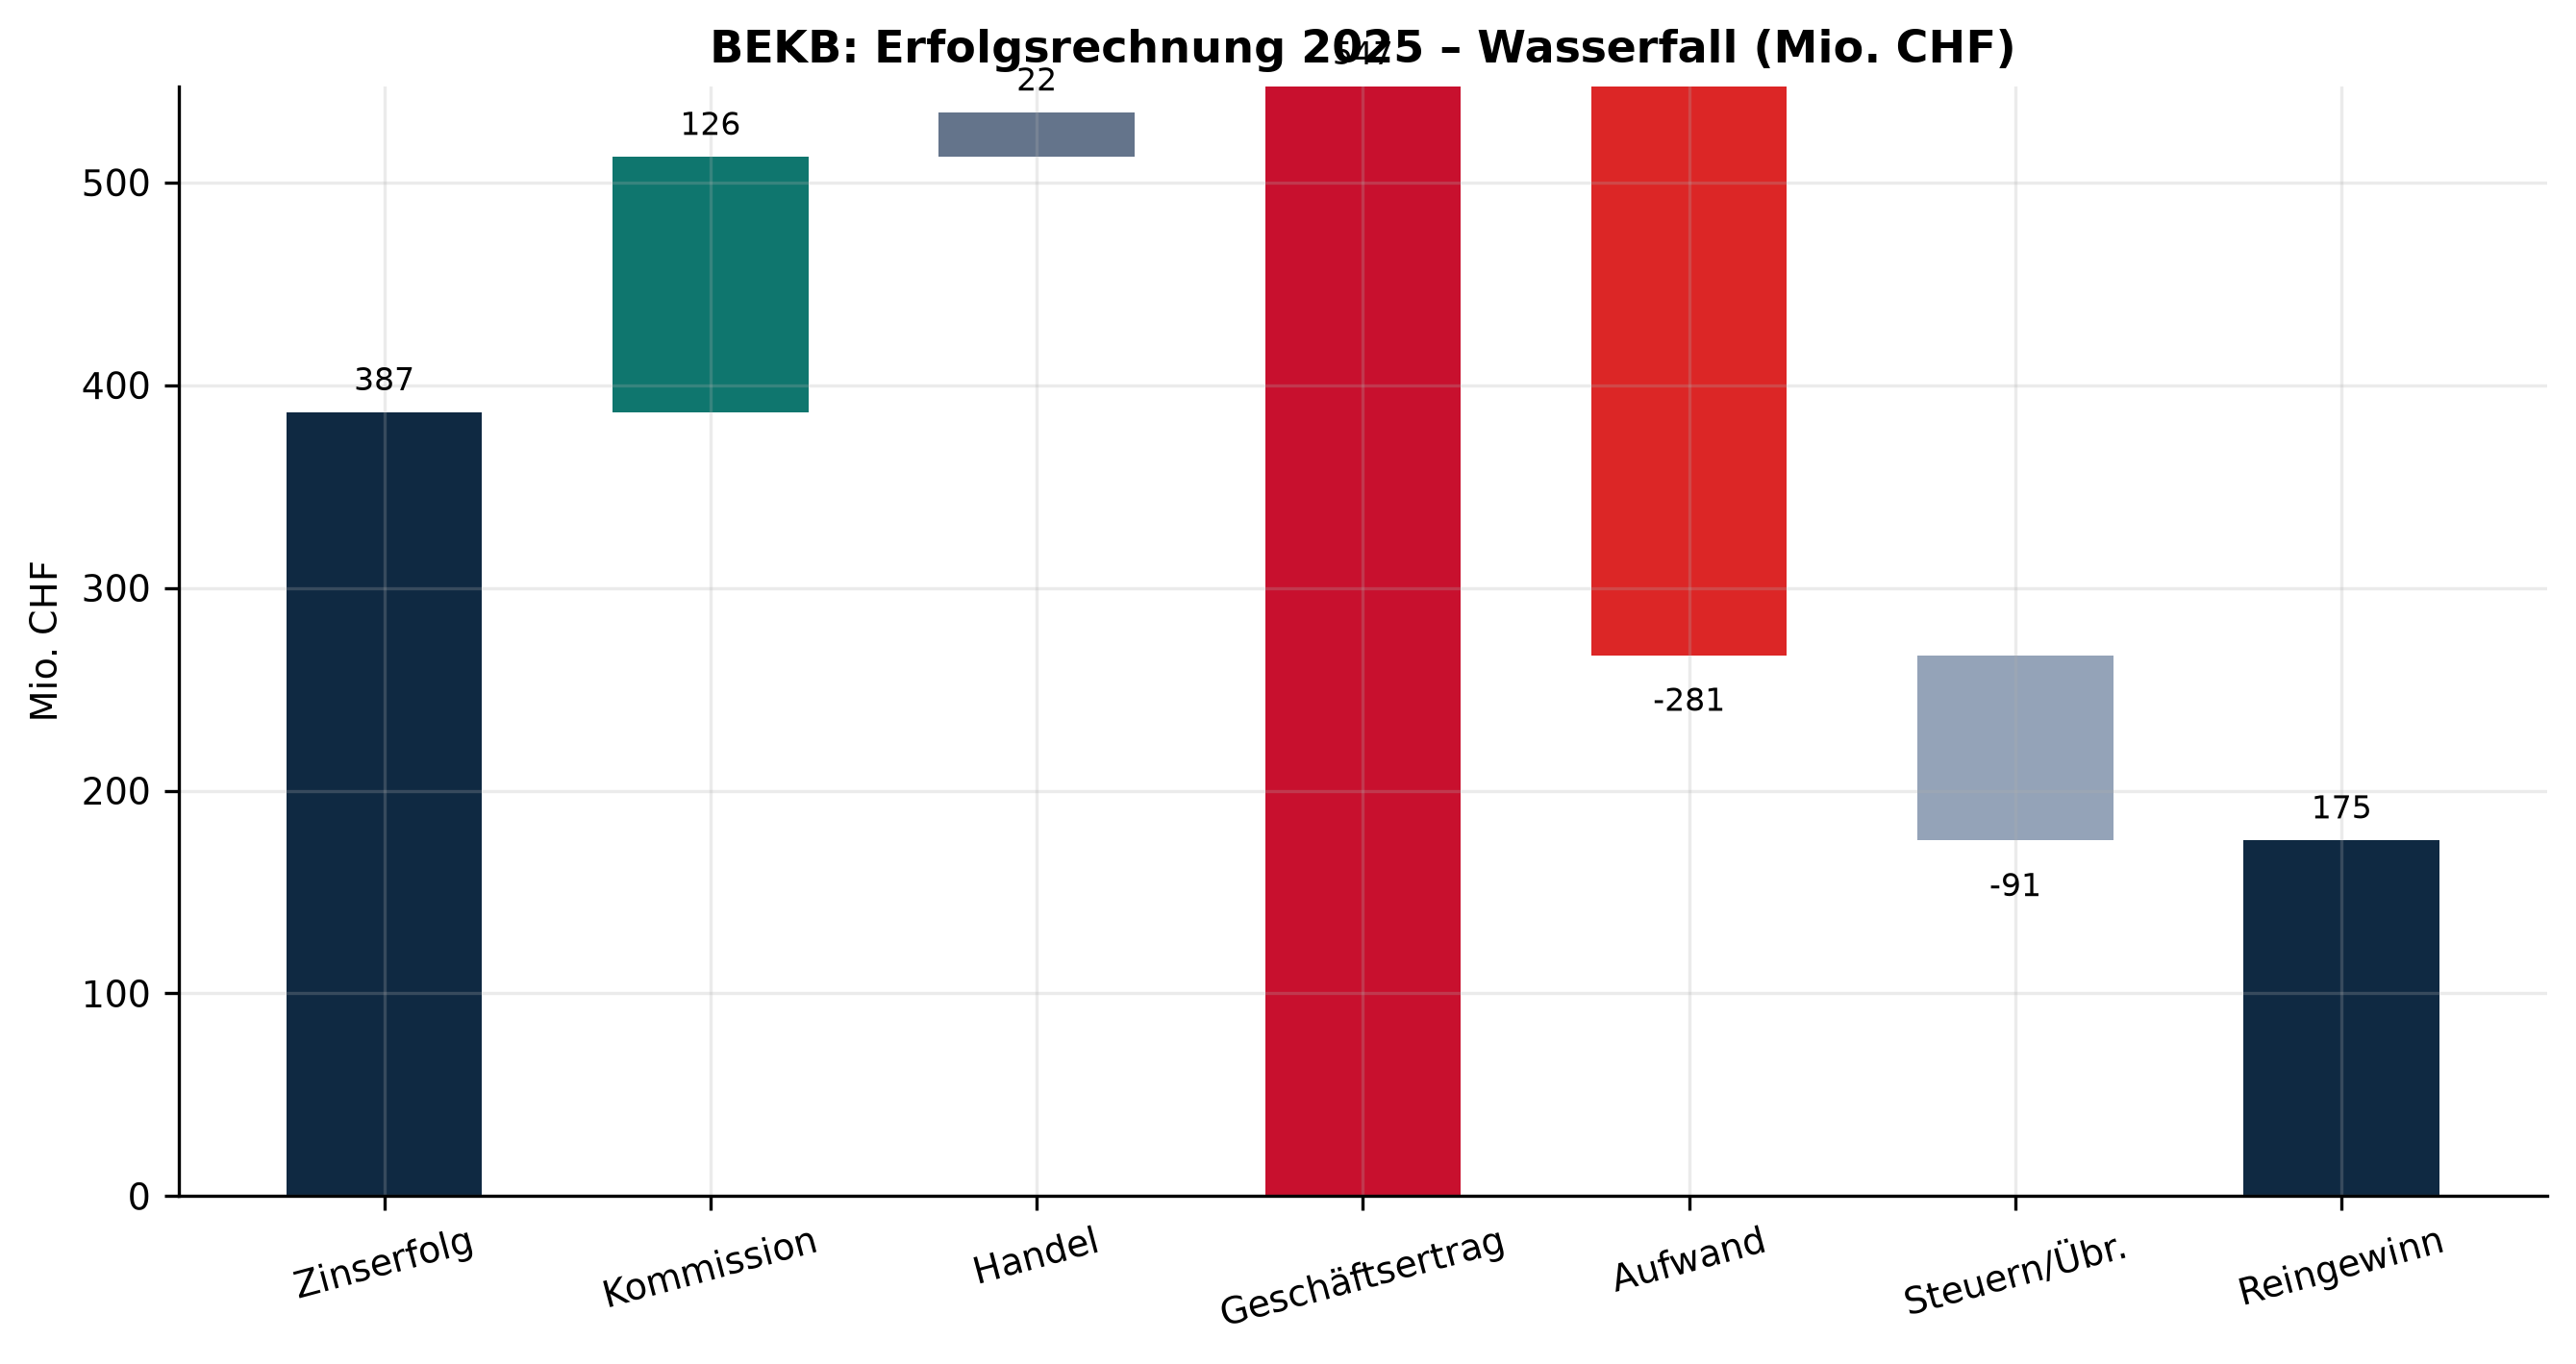 BEKB: Erfolgsrechnung 2025 – Wasserfall (Mio. CHF)
22
126
500
387
400
Mio. CHF
300
-281
200
175
-91
100
0
Zinserfolg
Kommission
Handel
Geschäftsertrag
Aufwand
Steuern/Übr.
Reingewinn